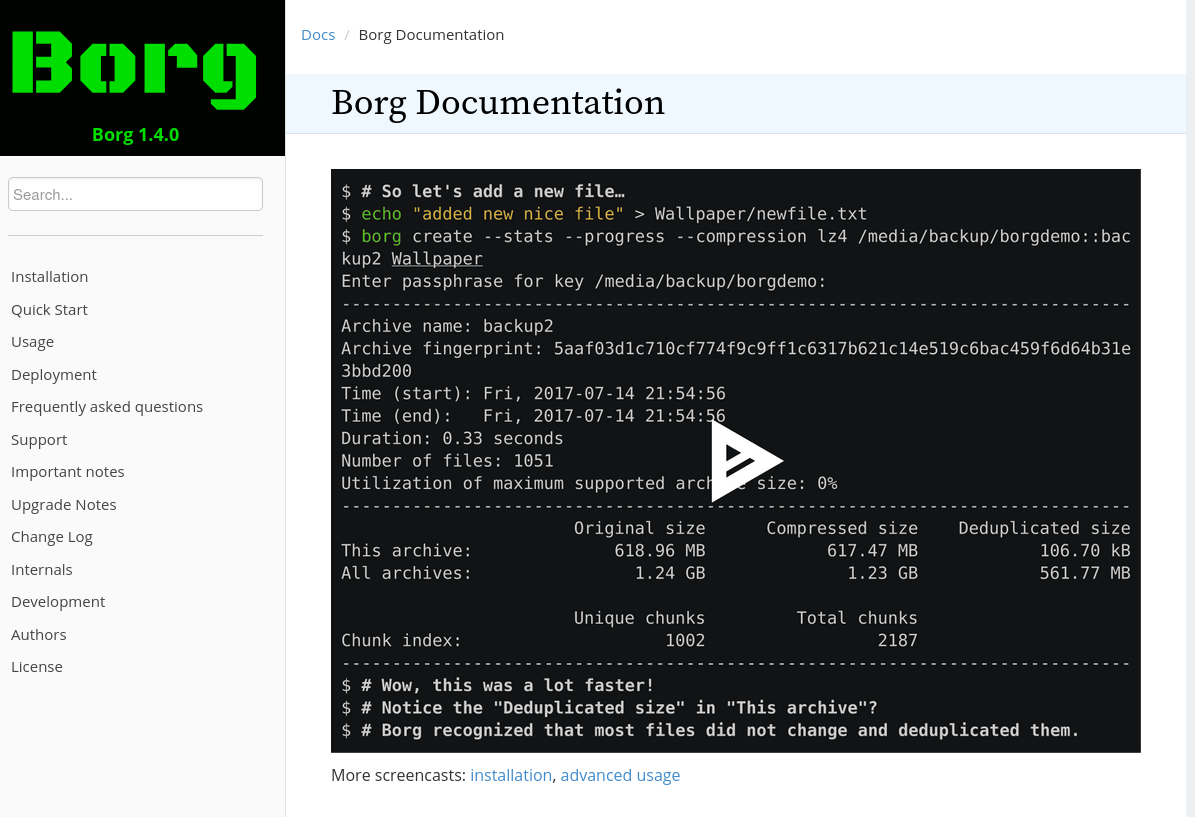 Borg
Borg 1.4.0
Search...
Installation
Quick Start
Usage
Deployment
Frequently asked questions
Support
Important notes
Upgrade Notes
Change Log
Internals
Development
Authors
License
Docs / Borg Documentation
Borg Documentation
$ # So let's add a new file…
$ echo "added new nice file" > Wallpaper/newfile.txt
$ borg create --stats --progress --compression lz4 /media/backup/borgdemo::bac
kup2 Wallpaper
Enter passphrase for key /media/backup/borgdemo:
------------------------------------------------------------------------------
Archive name: backup2
Archive fingerprint: 5aaf03d1c710cf774f9c9ff1c6317b621c14e519c6bac459f6d64b31e
3bbd200
Time (start): Fri, 2017-07-14 21:54:56
Time (end):   Fri, 2017-07-14 21:54:56
Duration: 0.33 seconds
Number of files: 1051
Utilization of maximum supported archive size: 0%
------------------------------------------------------------------------------
Original size      Compressed size    Deduplicated size
This archive:              618.96 MB            617.47 MB            106.70 kB
All archives:                1.24 GB              1.23 GB            561.77 MB
Unique chunks         Total chunks
Chunk index:                    1002                 2187
------------------------------------------------------------------------------
$ # Wow, this was a lot faster!
$ # Notice the "Deduplicated size" in "This archive"?
$ # Borg recognized that most files did not change and deduplicated them.
More screencasts: installation, advanced usage